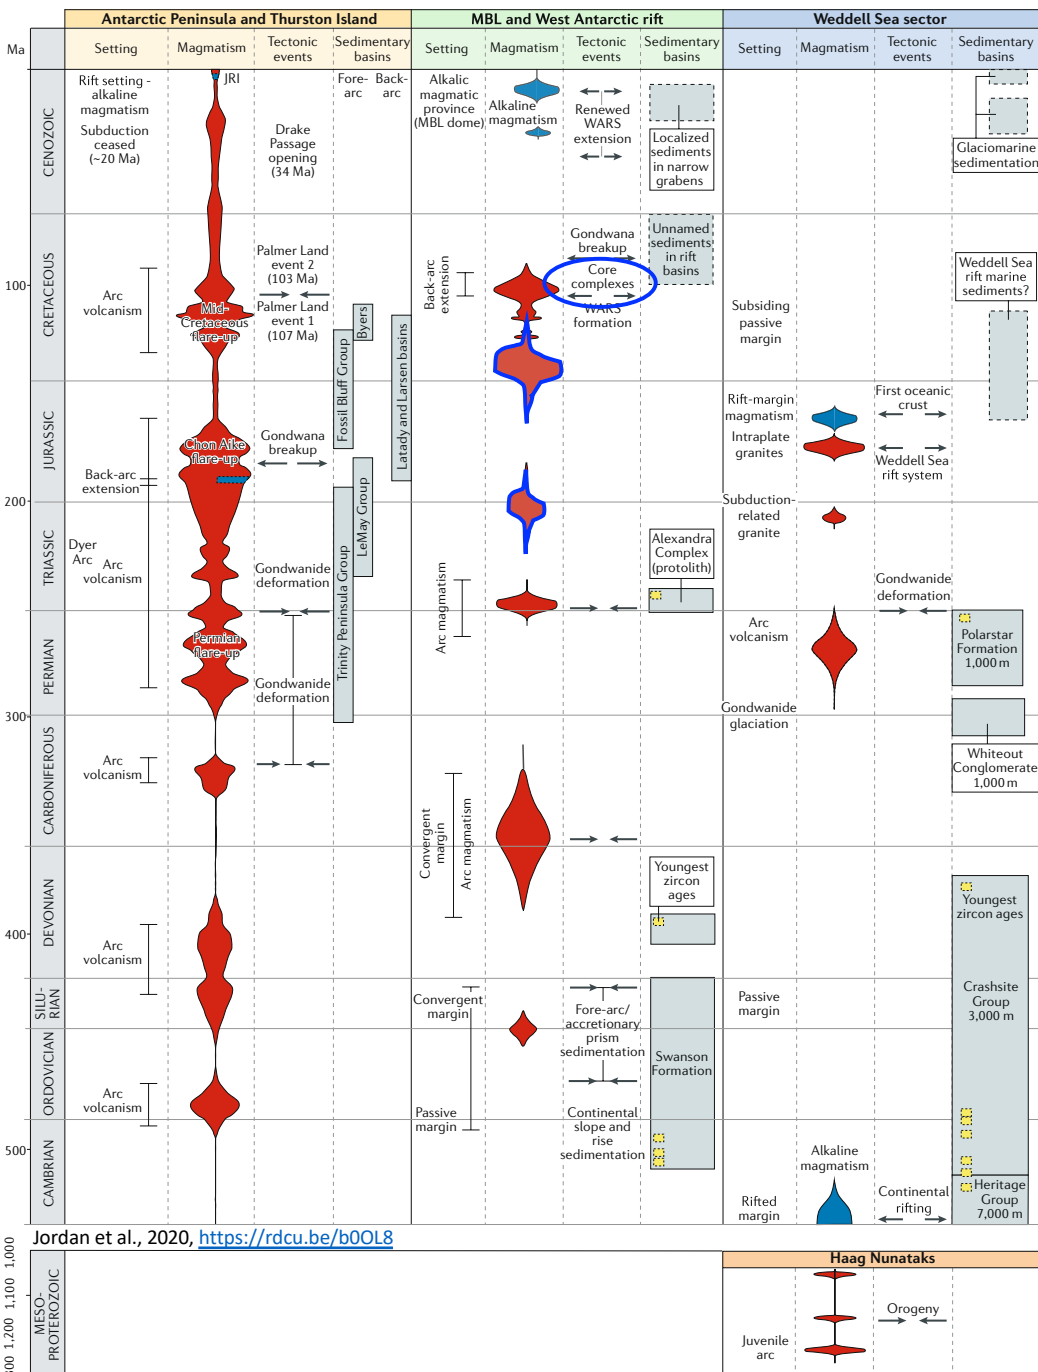 Antarctic Peninsula and Thurston Island
MBL and West Antarctic rift
Weddell Sea sector
Ma
Setting
Magmatism
Tectonic
events
Sedimentary
basins
Setting
Magmatism
Tectonic
events
Sedimentary
basins
Setting
Magmatism
Tectonic
events
Sedimentary
basins
CENOZOIC
CRETACEOUS
JURASSIC
TRIASSIC
PERMIAN
CARBONIFEROUS
DEVONIAN
SILU-
RIAN
ORDOVICIAN
CAMBRIAN
100
200
300
400
500
Rift setting -
alkaline
magmatism
Subduction
ceased
(~20 Ma)
JRI
Drake
Passage
opening
(34 Ma)
Fore-
arc
Back-
arc
Arc
volcanism
Mid-
Cretaceous
flare-up
Palmer Land
event 2
(103 Ma)
Palmer Land
event 1
(107 Ma)
Byers
Fossil Bluff Group
Latady and Larsen basins
Chon Aike
flare-up
Gondwana
breakup
Back-arc
extension
LeMay Group
Trinity Peninsula Group
Dyer
Arc
Arc
volcanism
Gondwanide
deformation
Permian
flare-up
Gondwanide
deformation
Arc
volcanism
Arc
volcanism
Arc
volcanism
Alkalic
magmatic
province
(MBL dome)
Alkaline
magmatism
Renewed
WARS
extension
Localized
sediments
in narrow
grabens
Back-arc
extension
Gondwana
breakup
Core
complexes
WARS
formation
Unnamed
sediments
in rift
basins
Alexandra
Complex
(protolith)
Arc magmatism
Convergent
margin
Arc magmatism
Youngest
zircon
ages
Convergent
margin
Fore-arc/
accretionary
prism
sedimentation
Swanson
Formation
Passive
margin
Continental
slope and
rise
sedimentation
Glaciomarine
sedimentation
Weddell Sea
rift marine
sediments?
Subsiding
passive
margin
Rift-margin
magmatism
Intraplate
granites
First oceanic
crust
Weddell Sea
rift system
Subduction-
related
granite
Gondwanide
deformation
Arc
volcanism
Polarstar
Formation
1,000 m
Gondwanide
glaciation
Whiteout
Conglomerate
1,000 m
Youngest
zircon ages
Passive
margin
Crashsite
Group
3,000 m
Alkaline
magmatism
Rifted
margin
Continental
rifting
Heritage
Group
7,000 m
Jordan et al., 2020, https://rdcu.be/b0OL8
1,000
1,100
1,200
MESO-
PROTEROZOIC
Haag Nunataks
Juvenile
arc
Orogeny